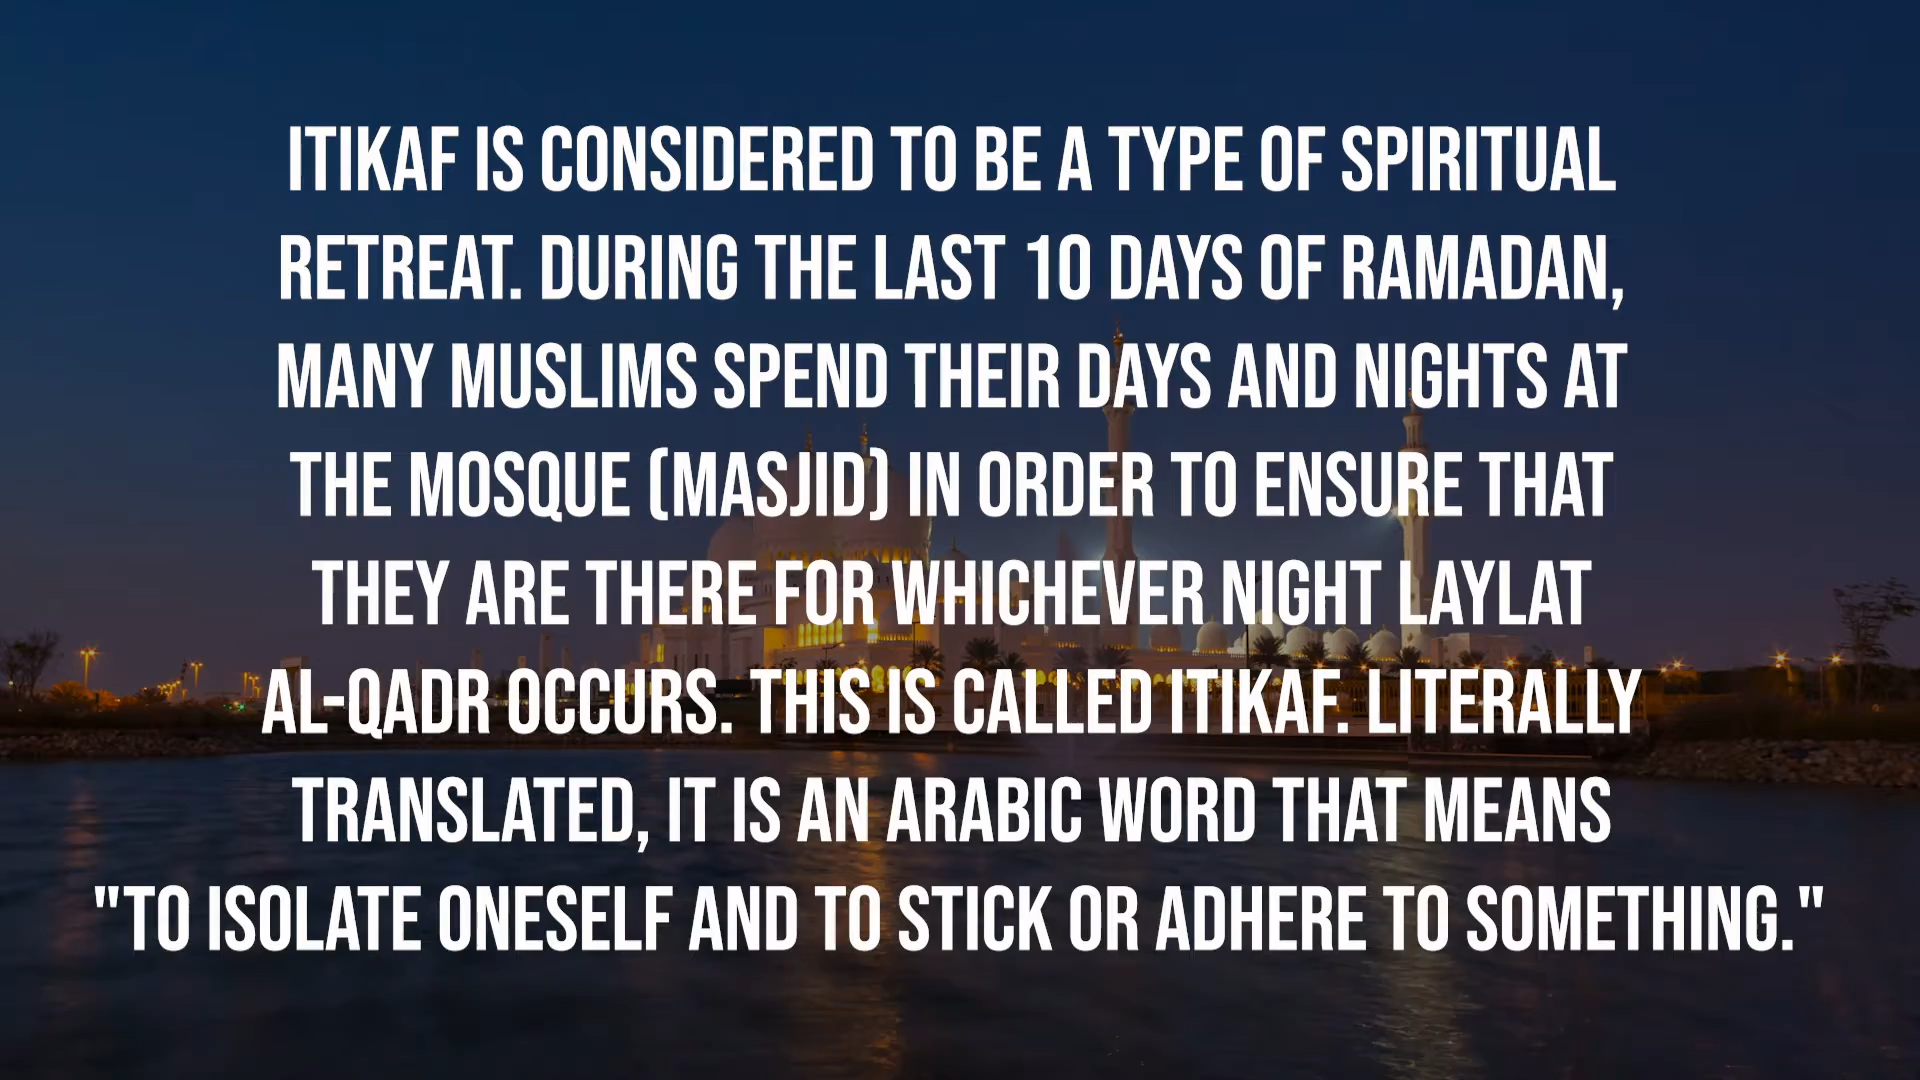 ITIKAF IS CONSIDERED TO BE A TYPE OF SPIRITUAL
RETREAT. DURING THE LAST 10 DAYS OF RAMADAN,
MANY MUSLIMS SPEND THEIR DAYS AND NIGHTS AT
THE MOSQUE (MASJID) IN ORDER TO ENSURE THAT
THEY ARE THERE FOR WHICHEVER NIGHT LAYLAT
AL-QADR OCCURS. THIS IS CALLED ITIKAF. LITERALLY
TRANSLATED, IT IS AN ARABIC WORD THAT MEANS
"TO ISOLATE ONESELF AND TO STICK OR ADHERE TO SOMETHING."